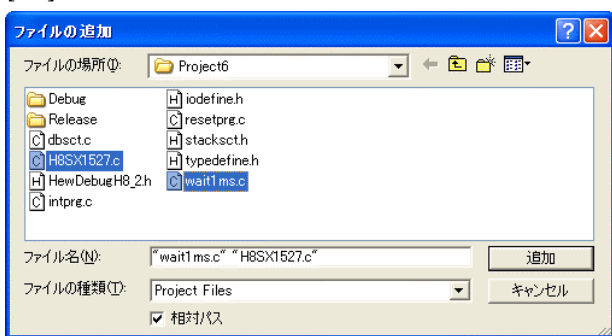 ファイルの追加
ファイルの場所(I):
Project6
Debug
Release
dbsct.c
H8SX1527.c
HewDebugH8_2.h
intprg.c
iodefine.h
resetprg.c
stacksct.h
typedefine.h
wait1ms.c
ファイル名(N):
"wait1ms.c" "H8SX1527.c"
追加
ファイルの種類(T):
Project Files
キャンセル
相対パス